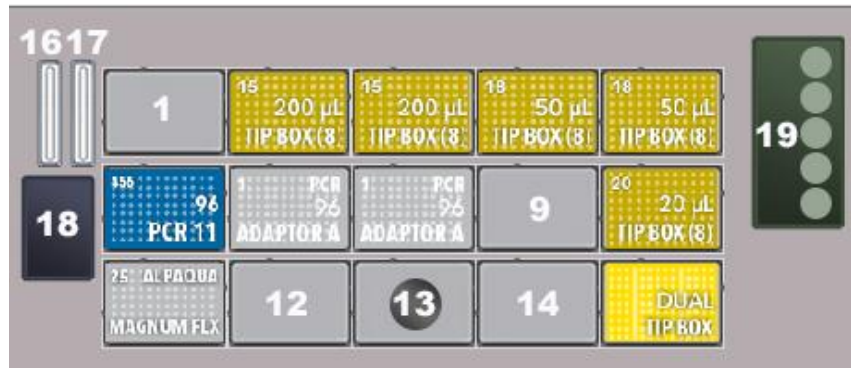 16 17
1
15
200 µL
TIP BOX (8)
15
200 µL
TIP BOX (8)
18
50 µL
TIP BOX (8)
18
50 µL
TIP BOX (8)
19
18
96
PCR 11
1 PCR
96
ADAPTOR A
1 PCR
96
ADAPTOR A
9
20
20 µL
TIP BOX (8)
25 ALPAQUA
MAGNUM FLX
12
13
14
DUAL
TIP BOX